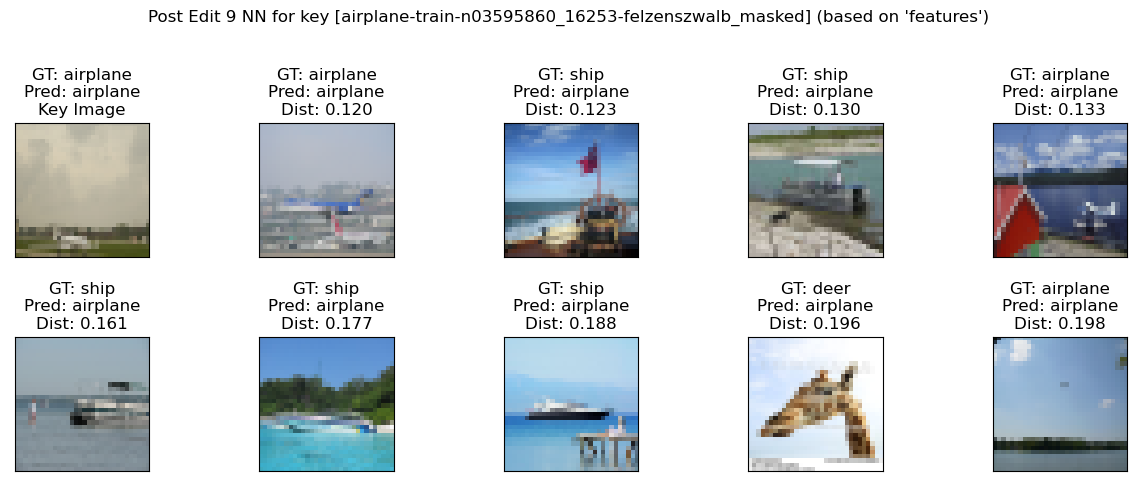 Post Edit 9 NN for key [airplane-train-n03595860_16253-felzenszwalb_masked] (based on 'features')
GT: airplane
Pred: airplane
Key Image
GT: airplane
Pred: airplane
Dist: 0.120
GT: ship
Pred: airplane
Dist: 0.123
GT: ship
Pred: airplane
Dist: 0.130
GT: airplane
Pred: airplane
Dist: 0.133
GT: ship
Pred: airplane
Dist: 0.161
GT: ship
Pred: airplane
Dist: 0.177
GT: ship
Pred: airplane
Dist: 0.188
GT: deer
Pred: airplane
Dist: 0.196
GT: airplane
Pred: airplane
Dist: 0.198